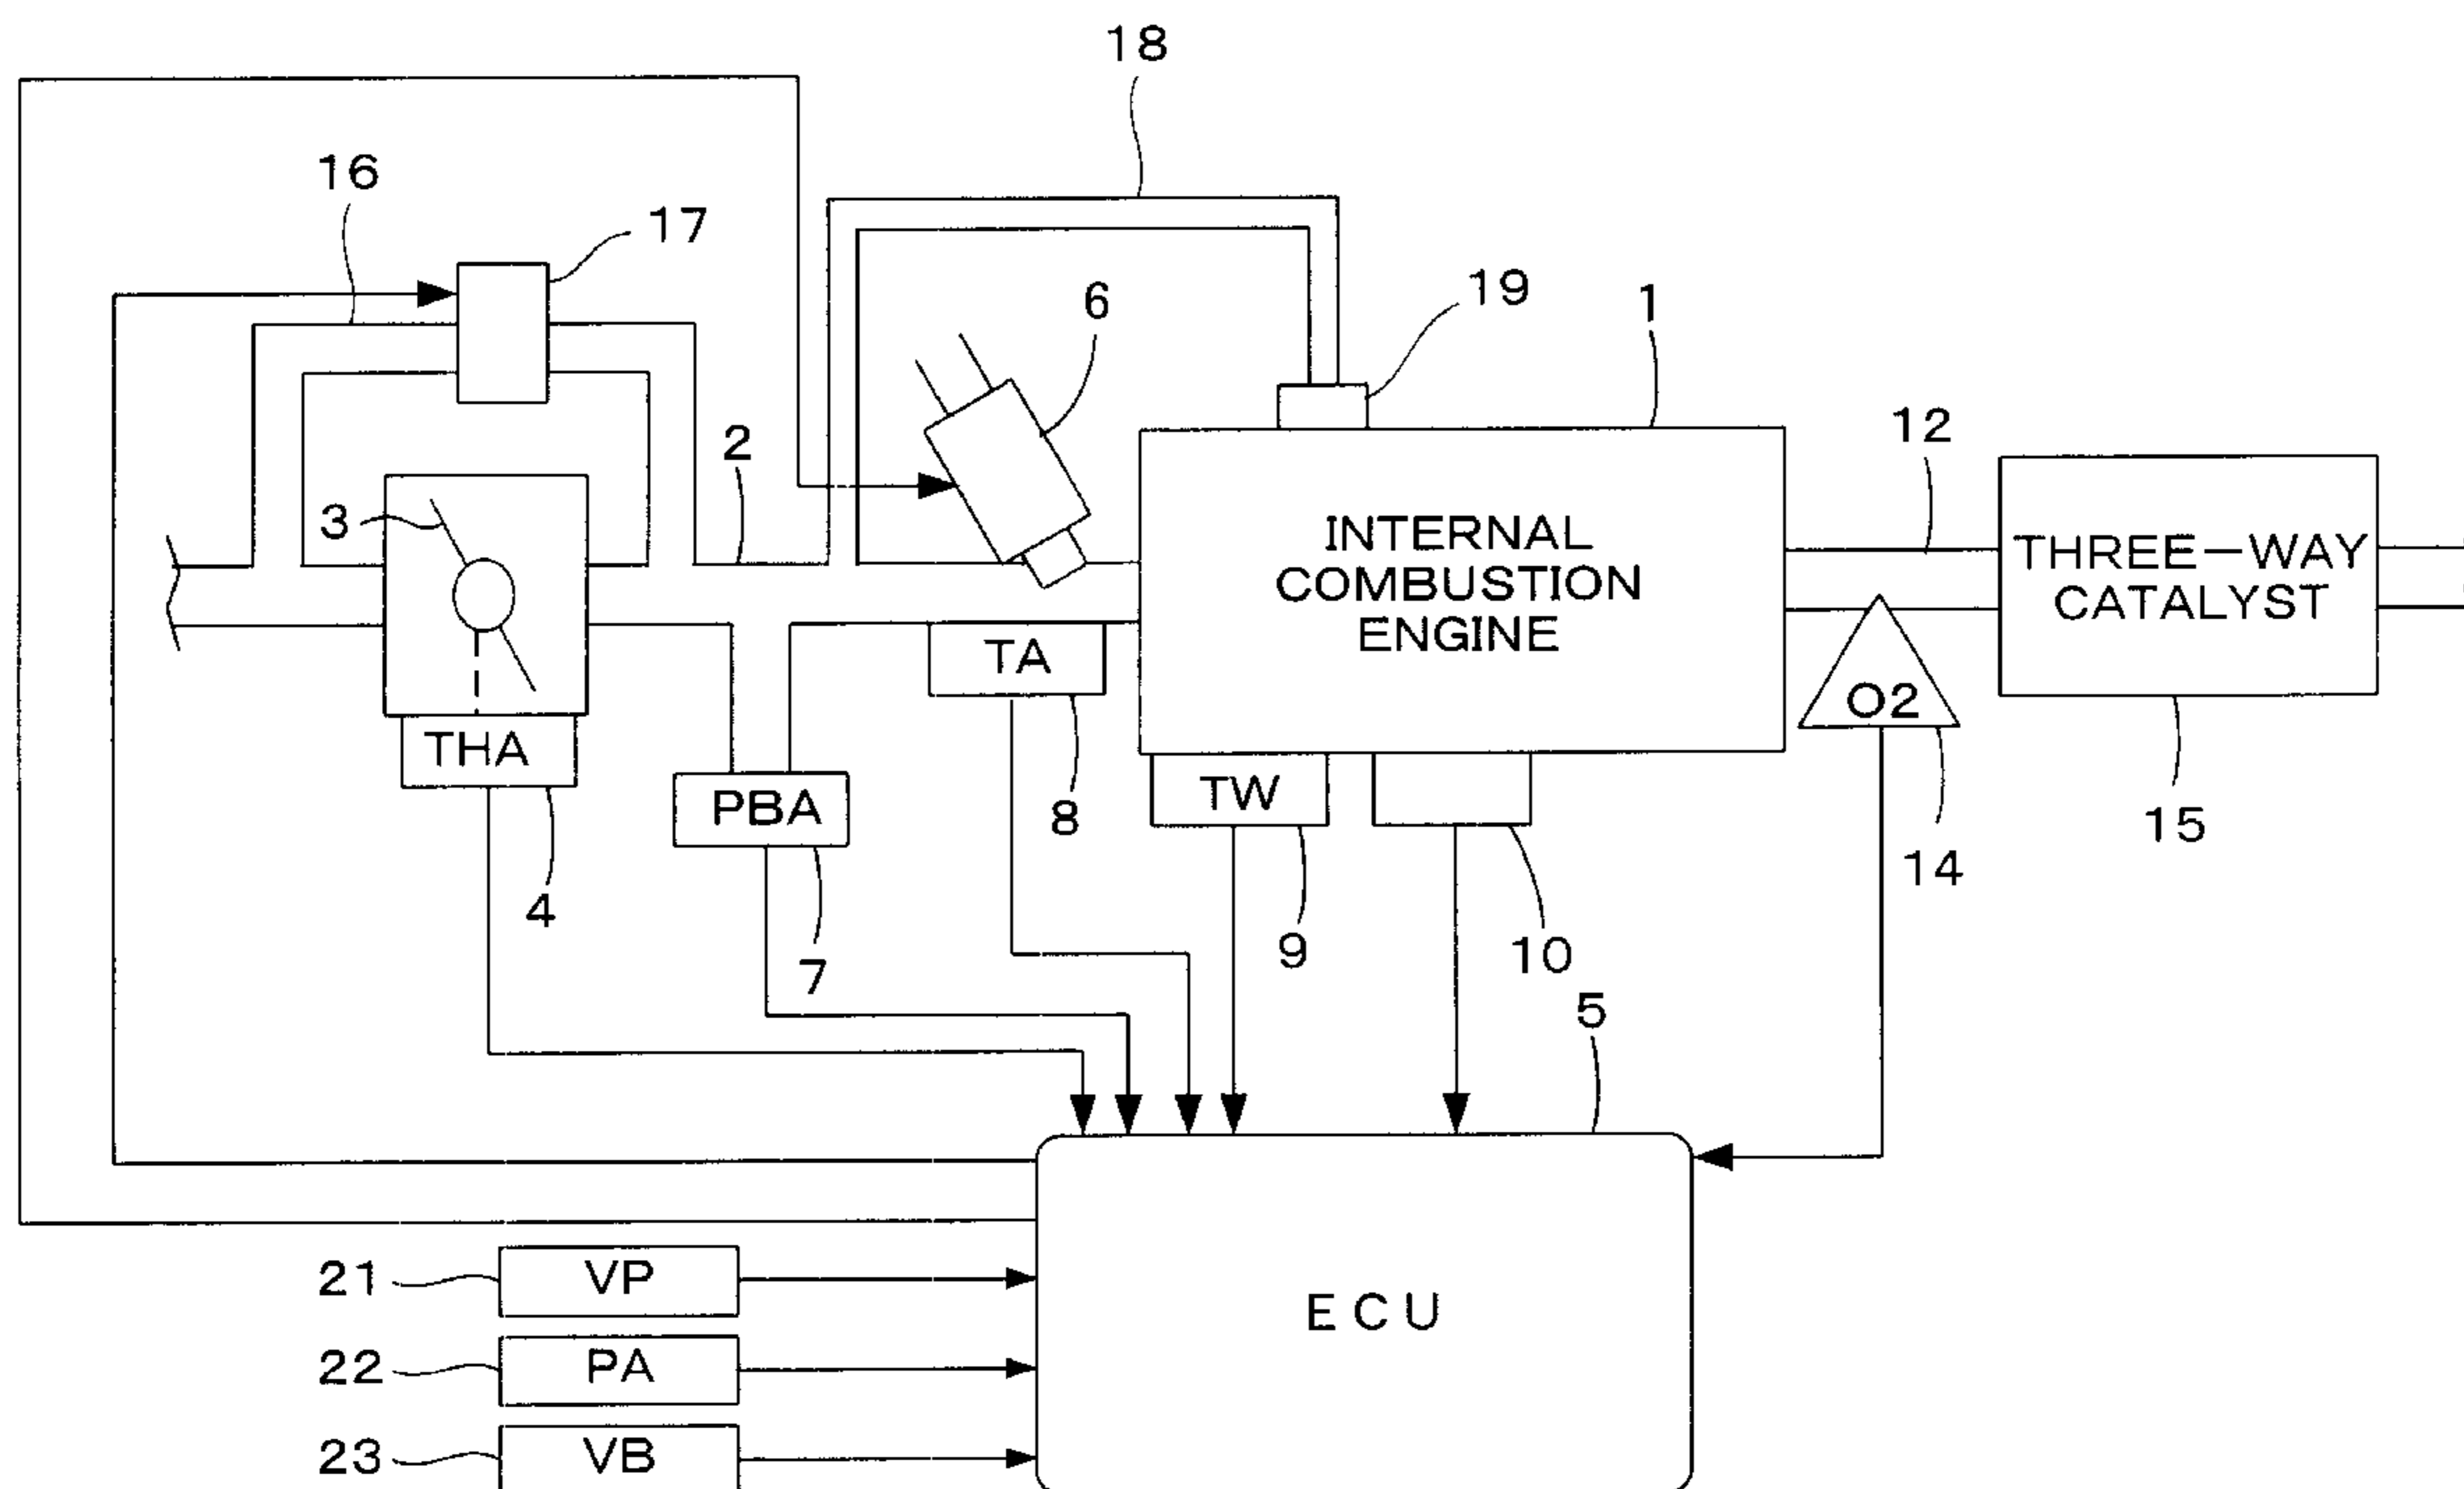 18
16
17
6
19
1
2
12
3
INTERNAL
COMBUSTION
ENGINE
THREE-WAY
CATALYST
TA
O2
THA
PBA
TW
8
15
14
4
7
9
10
5
21
VP
ECU
22
PA
23
VB